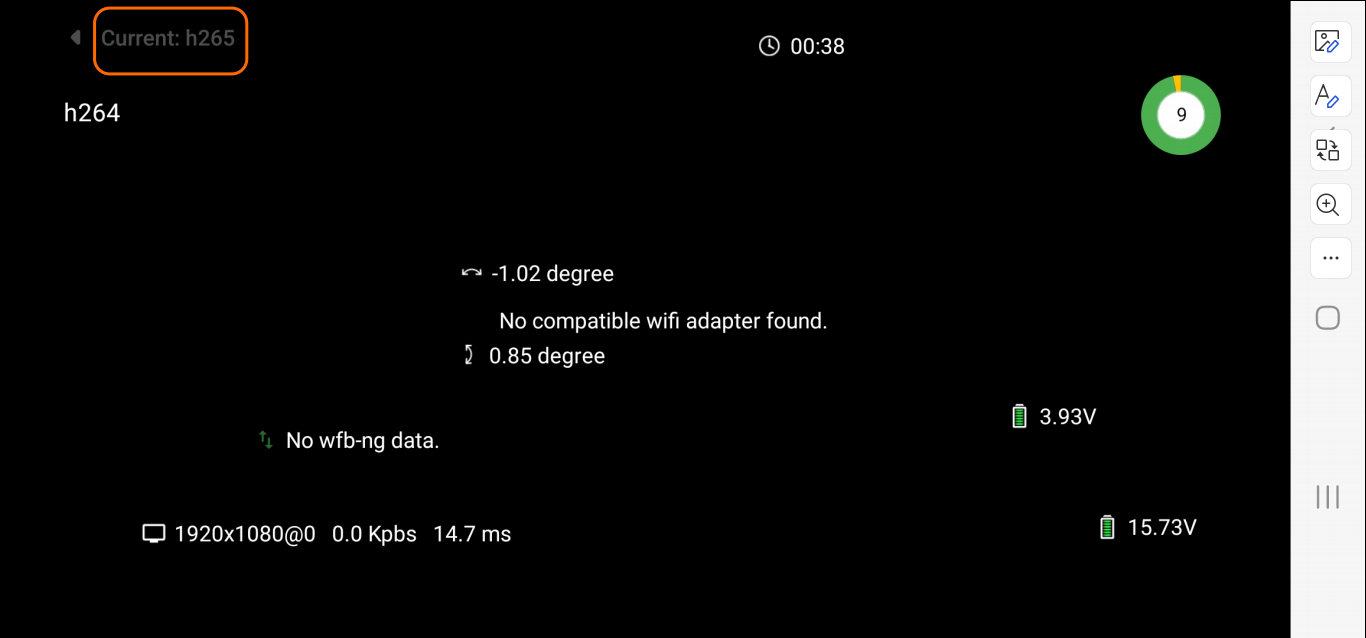 Current: h265
00:38
h264
9
-1.02 degree
No compatible wifi adapter found.
0.85 degree
3.93V
No wfb-ng data.
15.73V
1920x1080@0 0.0 Kpbs 14.7 ms